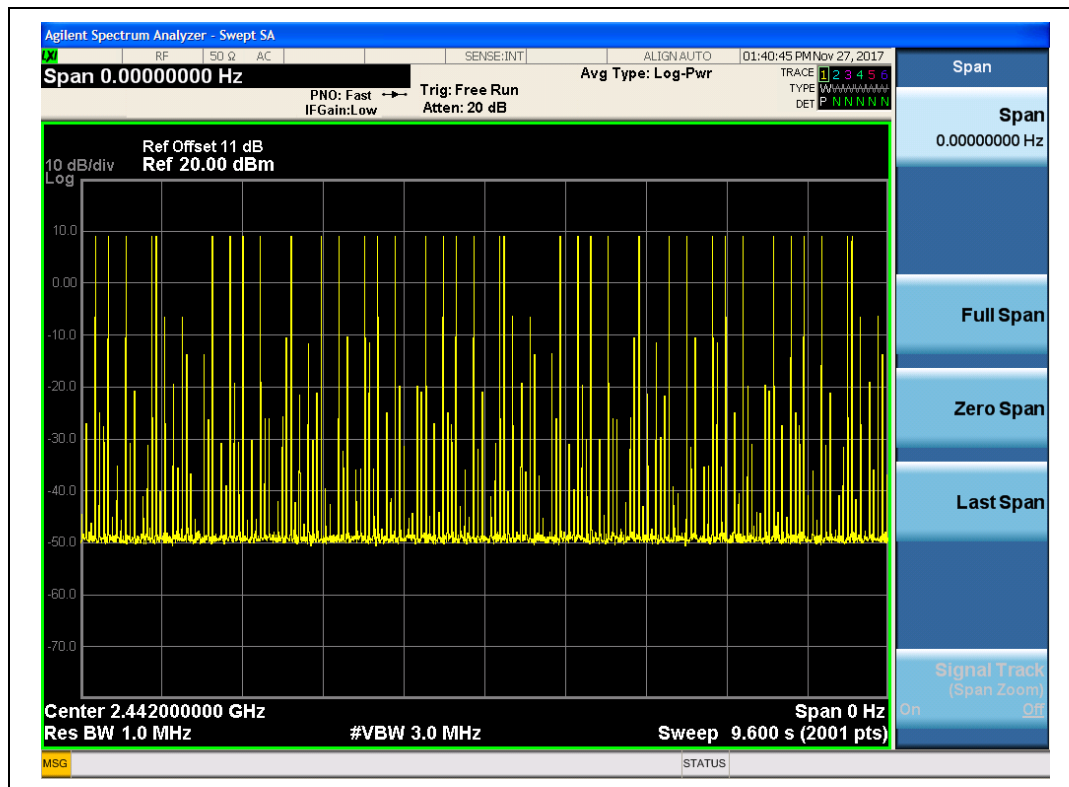 Agilent Spectrum Analyzer - Swept SA
LXI RF 50 Ω AC SENSE:INT ALIGN AUTO 01:40:45 PM Nov 27, 2017
Span 0.00000000 Hz
PNO: Fast
IFGain:Low
Trig: Free Run
Atten: 20 dB
Avg Type: Log-Pwr
TRACE 1 2 3 4 5 6
TYPE WWWWWW
DET P N N N N N
Ref Offset 11 dB
10 dB/div Ref 20.00 dBm
Log
10.0
0.00
-10.0
-20.0
-30.0
-40.0
-50.0
-60.0
-70.0
Center 2.442000000 GHz Span 0 Hz
Res BW 1.0 MHz #VBW 3.0 MHz Sweep 9.600 s (2001 pts)
MSG STATUS
Span
Span
0.00000000 Hz
Full Span
Zero Span
Last Span
Signal Track
(Span Zoom)
On Off